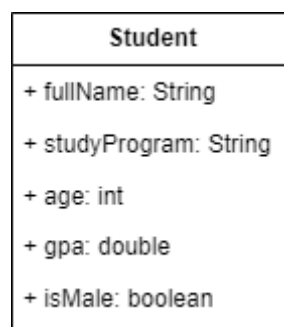 Student
+ fullName: String
+ studyProgram: String
+ age: int
+ gpa: double
+ isMale: boolean